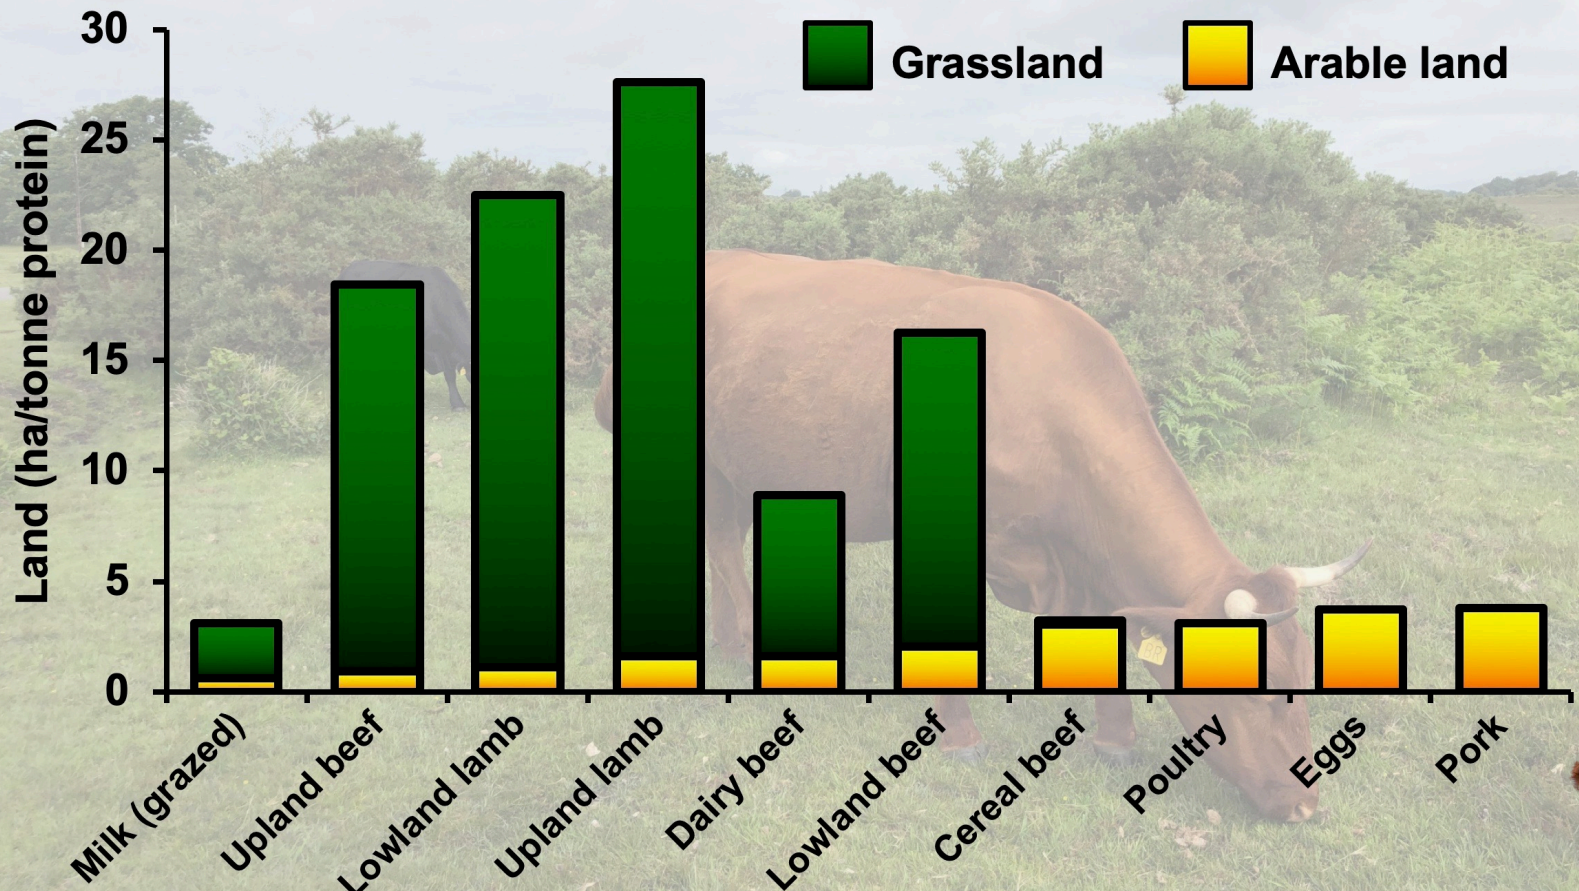 Land (ha/tonne protein)
30
25
20
15
10
5
0
Grassland
Arable land
Milk (grazed)
Upland beef
Lowland lamb
Upland lamb
Dairy beef
Lowland beef
Cereal beef
Poultry
Eggs
Pork